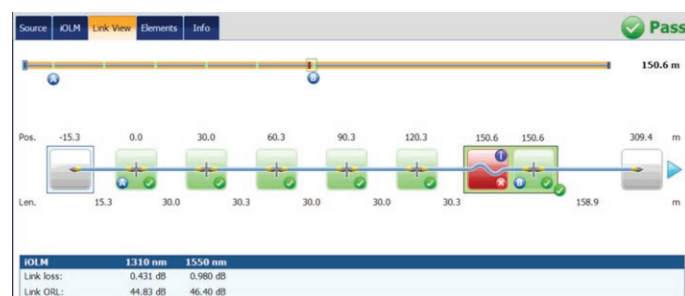 Source iOLM Link View Elements Info Pass
150.6 m
A B
Pos. -15.3 0.0 30.0 60.3 90.3 120.3 150.6 150.6 309.4 m
1
A B
Len. 15.3 30.0 30.3 30.0 30.0 30.3 158.9 m
iOLM 1310 nm 1550 nm
Link loss: 0.431 dB 0.980 dB
Link ORL: 44.83 dB 46.40 dB